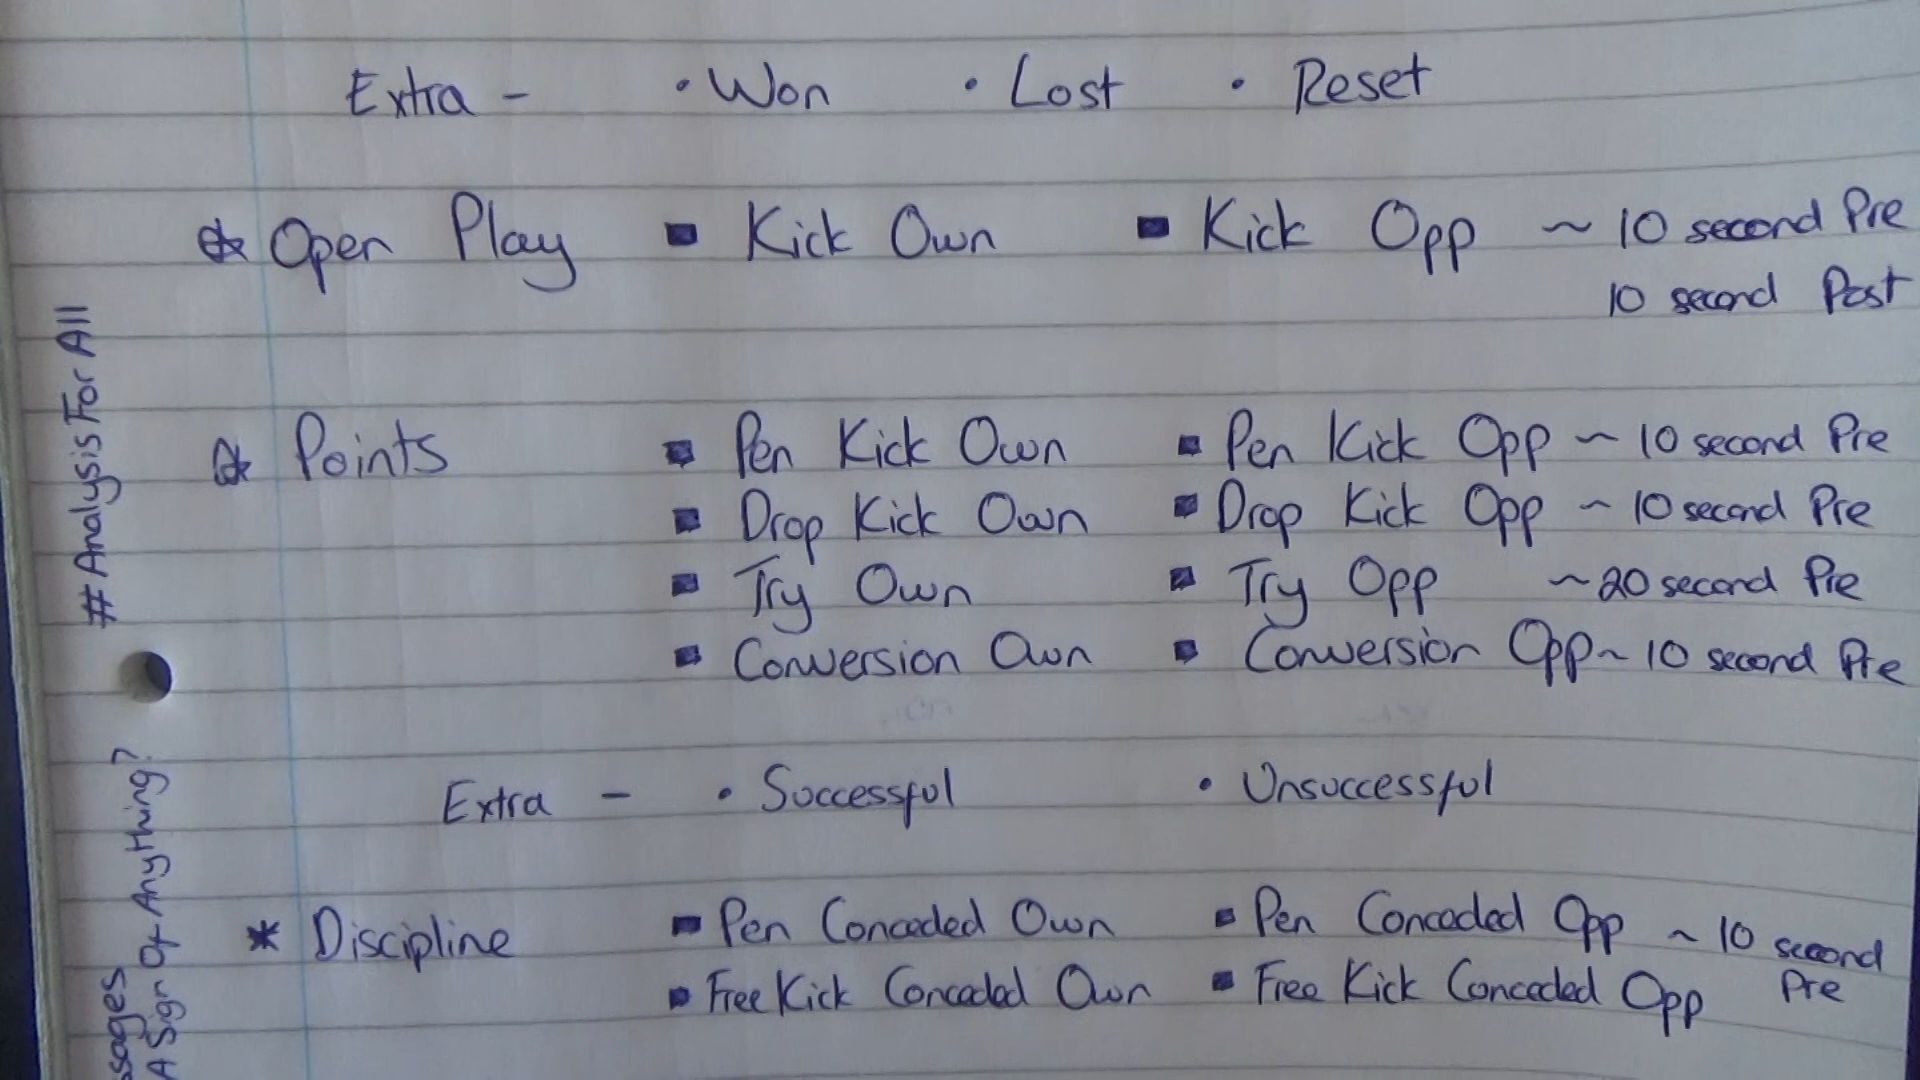 Extra - • Won • Lost • Reset
* Open Play ▪ Kick Own ▪ Kick Opp ~ 10 second Pre
10 second Post
* Points ▪ Pen Kick Own ▪ Pen Kick Opp ~ 10 second Pre
▪ Drop Kick Own ▪ Drop Kick Opp ~ 10 second Pre
▪ Try Own ▪ Try Opp ~20 second Pre
▪ Conversion Own ▪ Conversion Opp ~ 10 second Pre
Extra - • Successful • Unsuccessful
* Discipline ▪ Pen Conceded Own ▪ Pen Conceded Opp ~ 10 second
▪ Free Kick Conceded Own ▪ Free Kick Conceded Opp Pre
#AnalysisForAll
A Sign Of Anything?